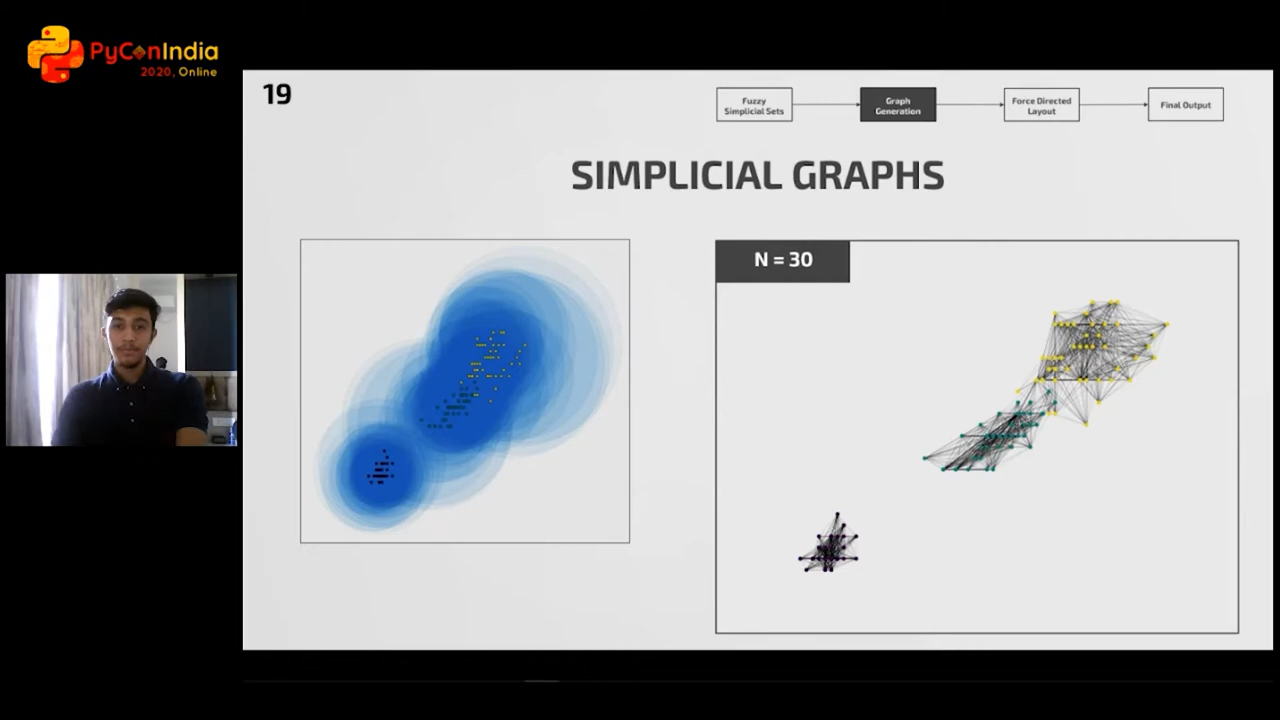 PyConIndia
2020, Online
19
Fuzzy
Simplicial Sets
Graph
Generation
Force Directed
Layout
Final Output
SIMPLICIAL GRAPHS
N = 30